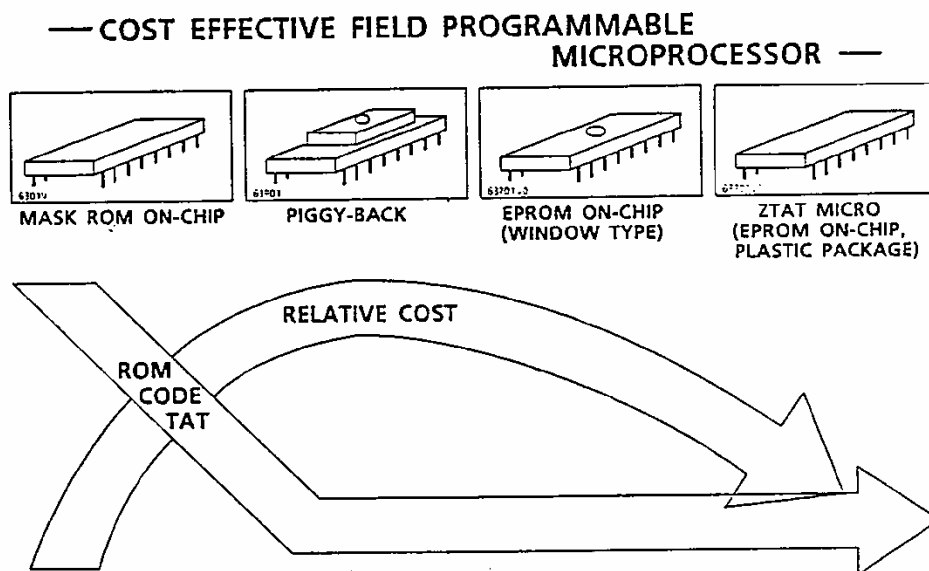 — COST EFFECTIVE FIELD PROGRAMMABLE
MICROPROCESSOR —
MASK ROM ON-CHIP
PIGGY-BACK
EPROM ON-CHIP
(WINDOW TYPE)
ZTAT MICRO
(EPROM ON-CHIP,
PLASTIC PACKAGE)
RELATIVE COST
ROM
CODE
TAT